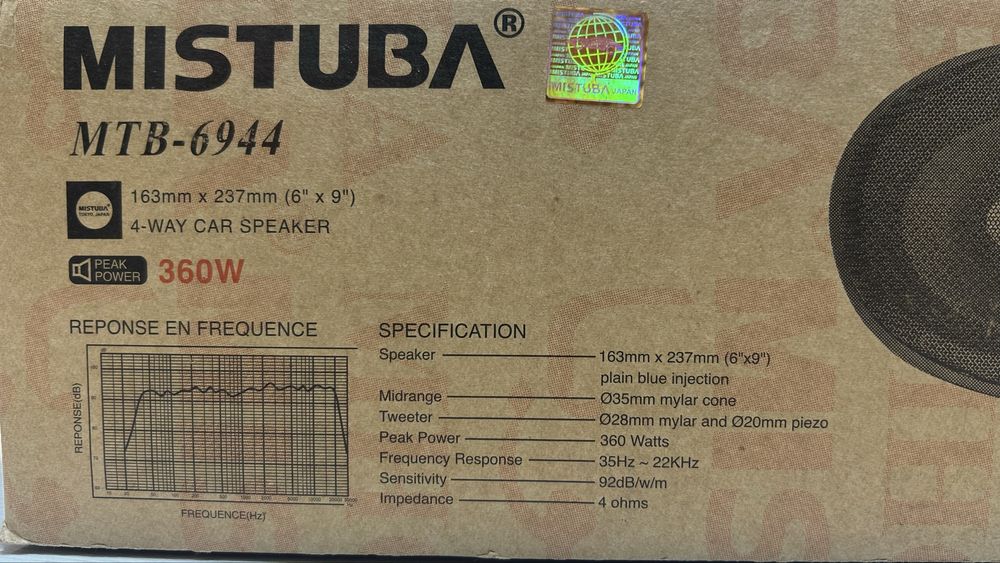 MISTUBA®
MISTUBA JAPAN
MTB-6944
MISTUBA
TOKYO, JAPAN
163mm x 237mm (6" x 9")
4-WAY CAR SPEAKER
PEAK POWER 360W
REPONSE EN FREQUENCE
REPONSE(dB)
FREQUENCE(Hz)
SPECIFICATION
Speaker 163mm x 237mm (6"x9")
plain blue injection
Midrange Ø35mm mylar cone
Tweeter Ø28mm mylar and Ø20mm piezo
Peak Power 360 Watts
Frequency Response 35Hz ~ 22KHz
Sensitivity 92dB/w/m
Impedance 4 ohms